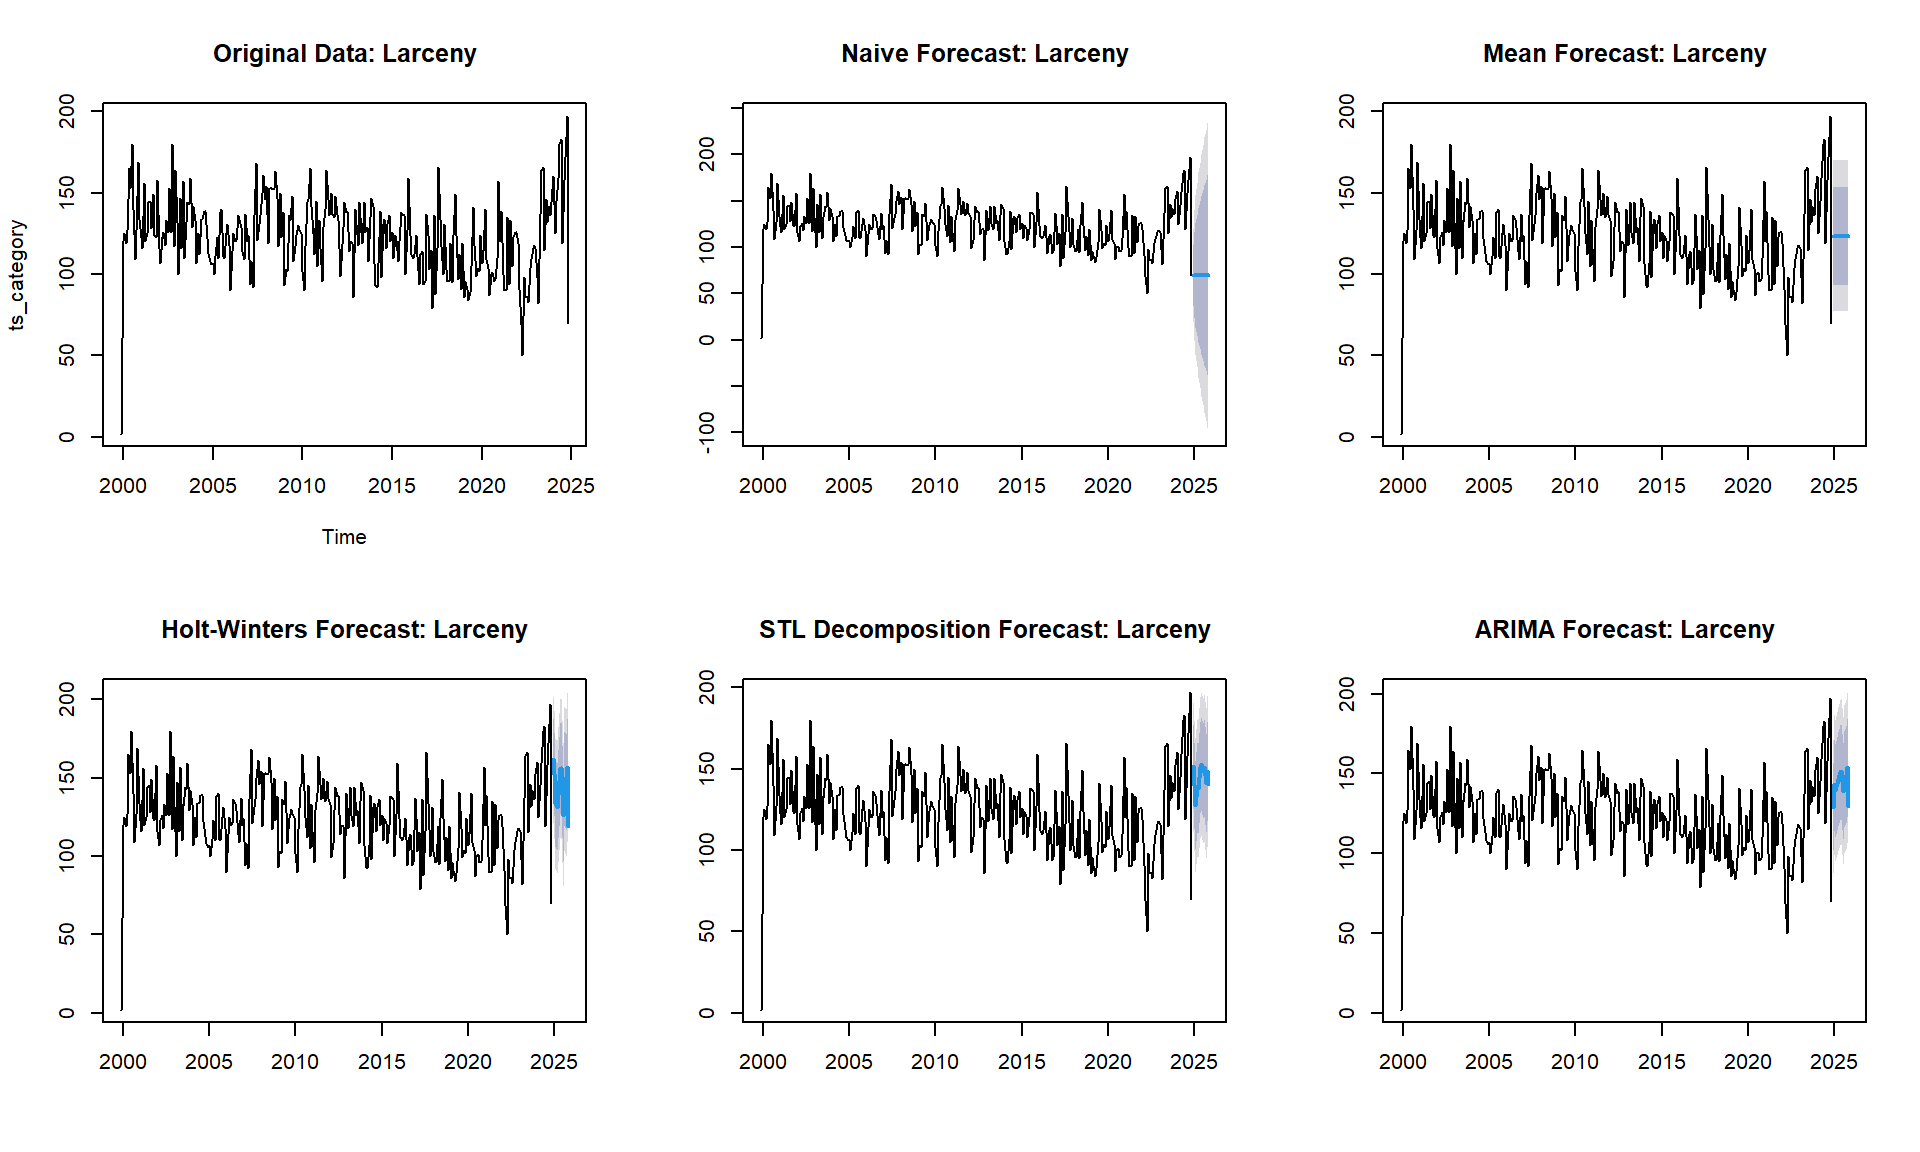 Original Data: Larceny
ts_category
200
150
100
50
0
2000 2005 2010 2015 2020 2025
Time
Naive Forecast: Larceny
200
100
50
0
-100
2000 2005 2010 2015 2020 2025
Mean Forecast: Larceny
200
150
100
50
0
2000 2005 2010 2015 2020 2025
Holt-Winters Forecast: Larceny
200
150
100
50
0
2000 2005 2010 2015 2020 2025
STL Decomposition Forecast: Larceny
200
150
100
50
0
2000 2005 2010 2015 2020 2025
ARIMA Forecast: Larceny
200
150
100
50
0
2000 2005 2010 2015 2020 2025